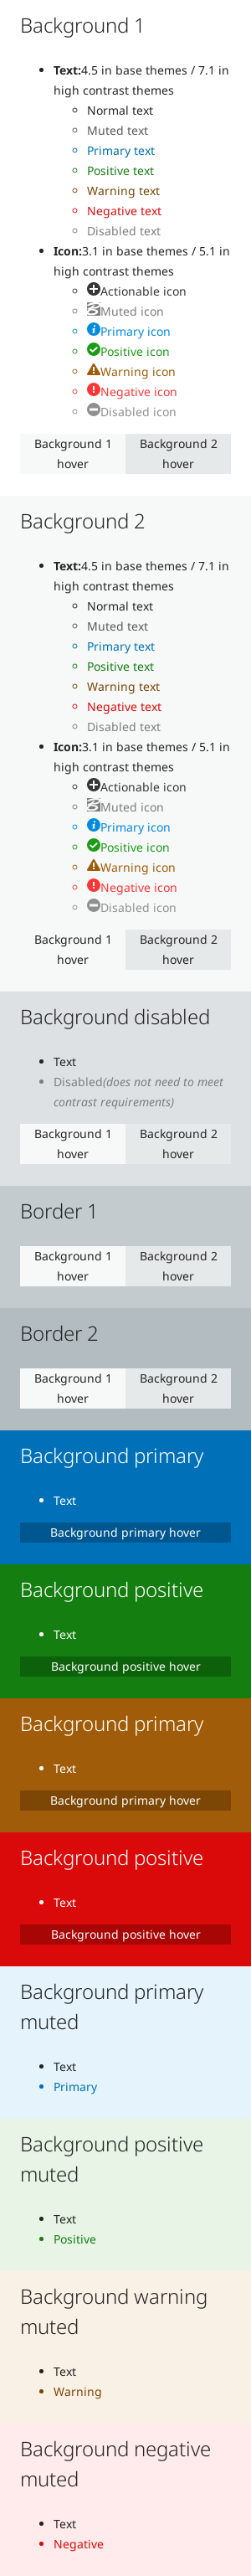 Background 1
Text:4.5 in base themes / 7.1 in
high contrast themes
Normal text
Muted text
Primary text
Positive text
Warning text
Negative text
Disabled text
Icon:3.1 in base themes / 5.1 in
high contrast themes
Actionable icon
Muted icon
Primary icon
Positive icon
Warning icon
Negative icon
Disabled icon
Background 1 Background 2
hover hover
Background 2
Text:4.5 in base themes / 7.1 in
high contrast themes
Normal text
Muted text
Primary text
Positive text
Warning text
Negative text
Disabled text
Icon:3.1 in base themes / 5.1 in
high contrast themes
Actionable icon
Muted icon
Primary icon
Positive icon
Warning icon
Negative icon
Disabled icon
Background 1 Background 2
hover hover
Background disabled
Text
Disabled(does not need to meet
contrast requirements)
Background 1 Background 2
hover hover
Border 1
Background 1 Background 2
hover hover
Border 2
Background 1 Background 2
hover hover
Background primary
Text
Background primary hover
Background positive
Text
Background positive hover
Background primary
Text
Background primary hover
Background positive
Text
Background positive hover
Background primary
muted
Text
Primary
Background positive
muted
Text
Positive
Background warning
muted
Text
Warning
Background negative
muted
Text
Negative